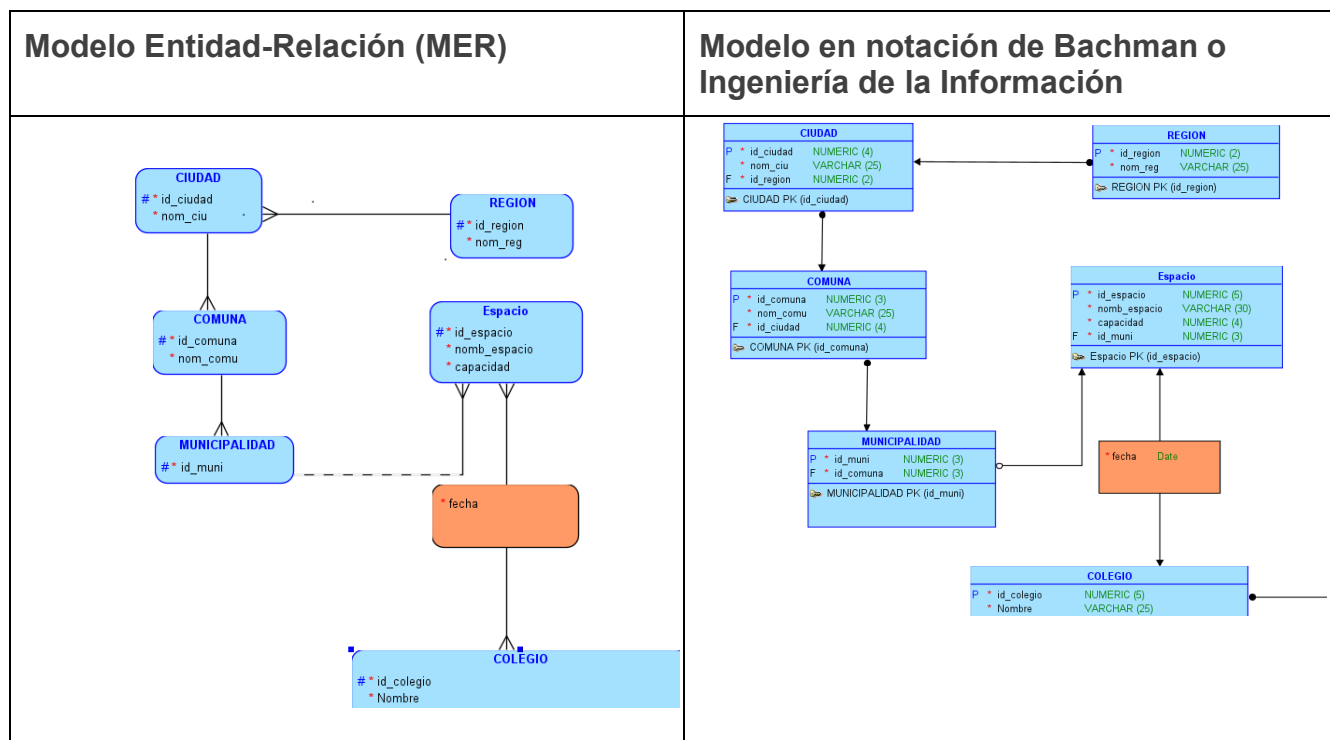 Modelo Entidad-Relación (MER)
Modelo en notación de Bachman o
Ingeniería de la Información
CIUDAD
# * id_ciudad
* nom_ciu
REGION
# * id_region
* nom_reg
COMUNA
# * id_comuna
* nom_comu
Espacio
# * id_espacio
* nomb_espacio
* capacidad
MUNICIPALIDAD
# * id_muni
* fecha
COLEGIO
# * id_colegio
* Nombre
CIUDAD
P * id_ciudad NUMERIC (4)
* nom_ciu VARCHAR (25)
F * id_region NUMERIC (2)
CIUDAD PK (id_ciudad)
REGION
P * id_region NUMERIC (2)
* nom_reg VARCHAR (25)
REGION PK (id_region)
COMUNA
P * id_comuna NUMERIC (3)
* nom_comu VARCHAR (25)
F * id_ciudad NUMERIC (4)
COMUNA PK (id_comuna)
Espacio
P * id_espacio NUMERIC (5)
* nomb_espacio VARCHAR (30)
* capacidad NUMERIC (4)
F * id_muni NUMERIC (3)
Espacio PK (id_espacio)
MUNICIPALIDAD
P * id_muni NUMERIC (3)
F * id_comuna NUMERIC (3)
MUNICIPALIDAD PK (id_muni)
* fecha Date
COLEGIO
P * id_colegio NUMERIC (5)
* Nombre VARCHAR (25)